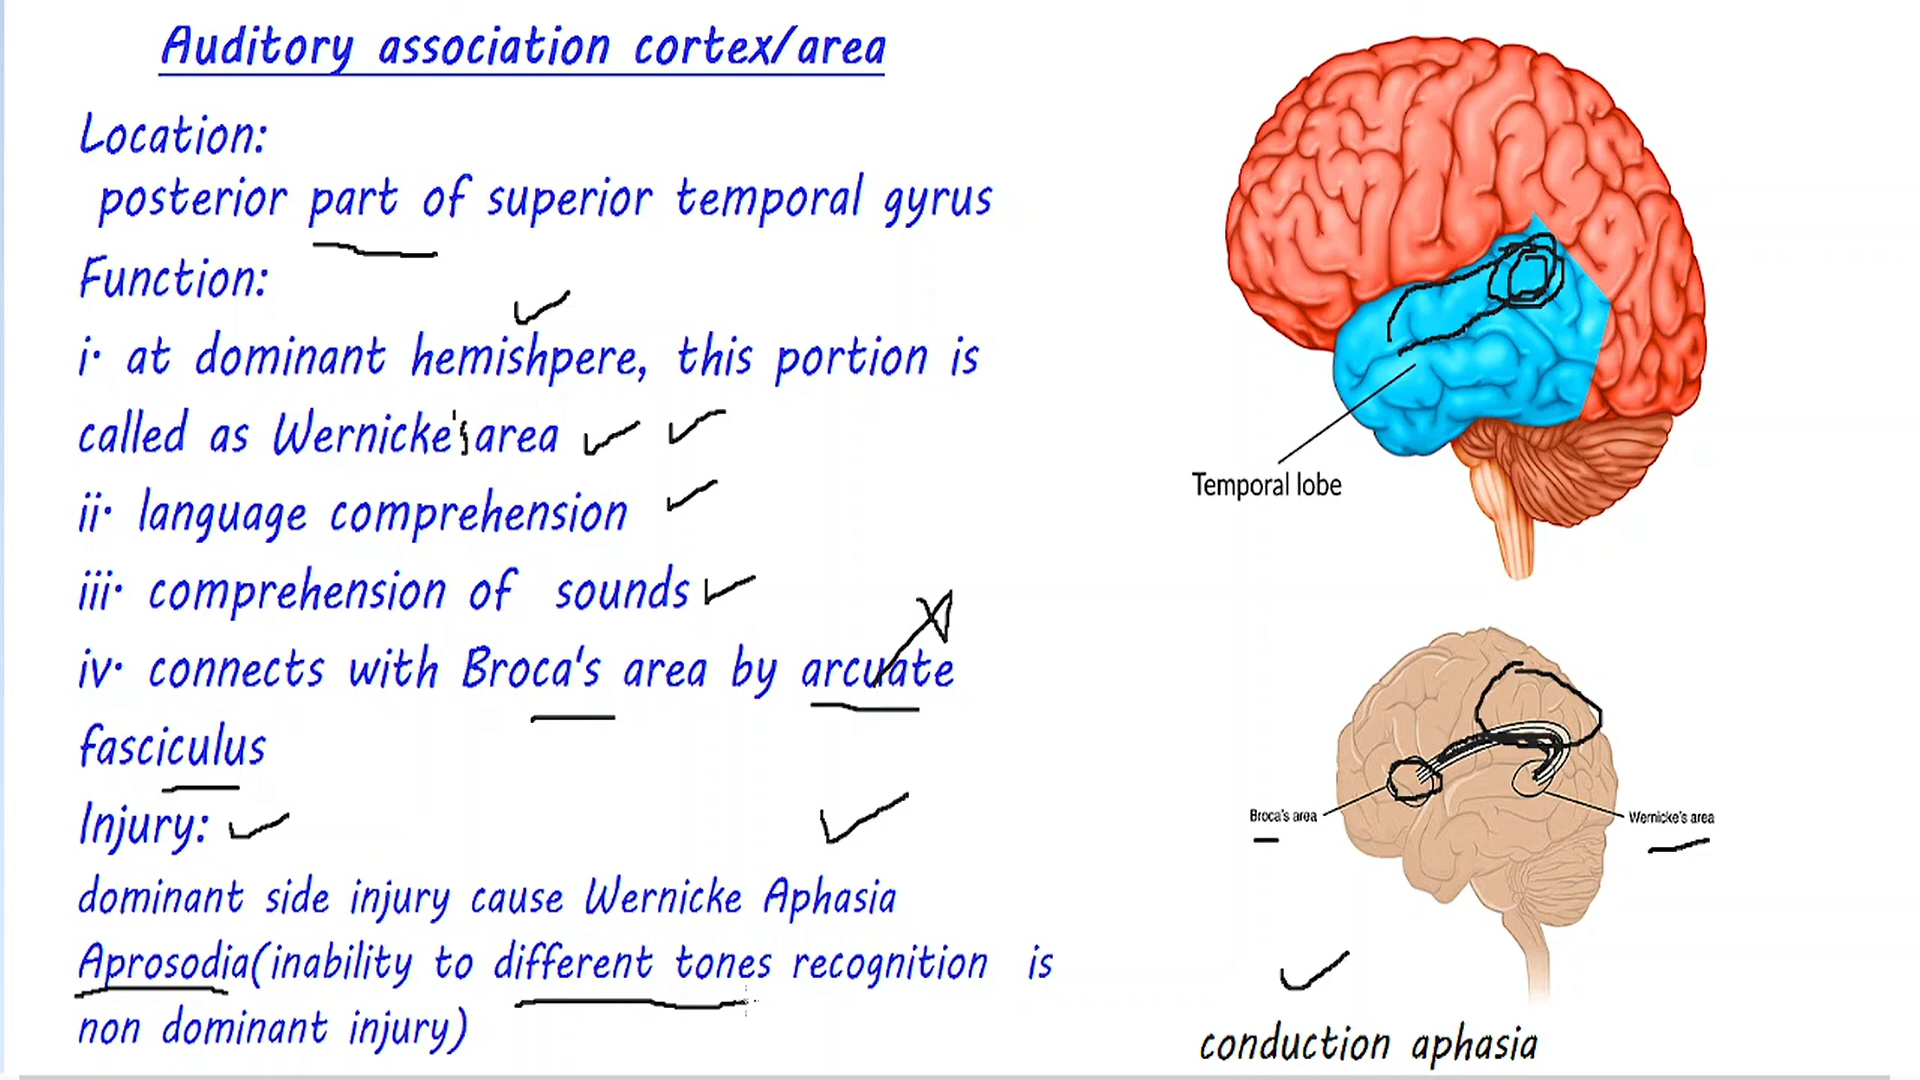 Auditory association cortex/area
Location:
posterior part of superior temporal gyrus
Function:
i. at dominant hemishpere, this portion is
called as Wernicke's area
ii. language comprehension
iii. comprehension of sounds
iv. connects with Broca's area by arcuate
fasciculus
Injury:
dominant side injury cause Wernicke Aphasia
Aprosodia(inability to different tones recognition is
non dominant injury)
Temporal lobe
Broca's area
Wernicke's area
conduction aphasia